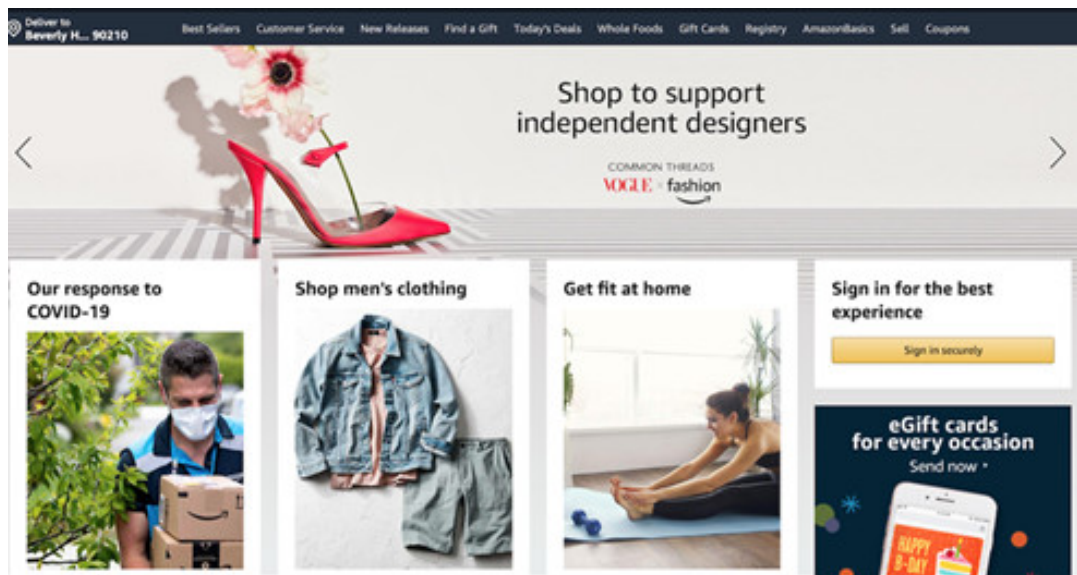 Deliver to
Beverly H... 90210
Best Sellers Customer Service New Releases Find a Gift Today's Deals Whole Foods Gift Cards Registry AmazonBasics Sell Coupons
Shop to support
independent designers
COMMON THREADS
VOGUE × fashion
Our response to
COVID-19
Shop men's clothing
Get fit at home
Sign in for the best
experience
Sign in securely
eGift cards
for every occasion
Send now
HAPPY
B-DAY